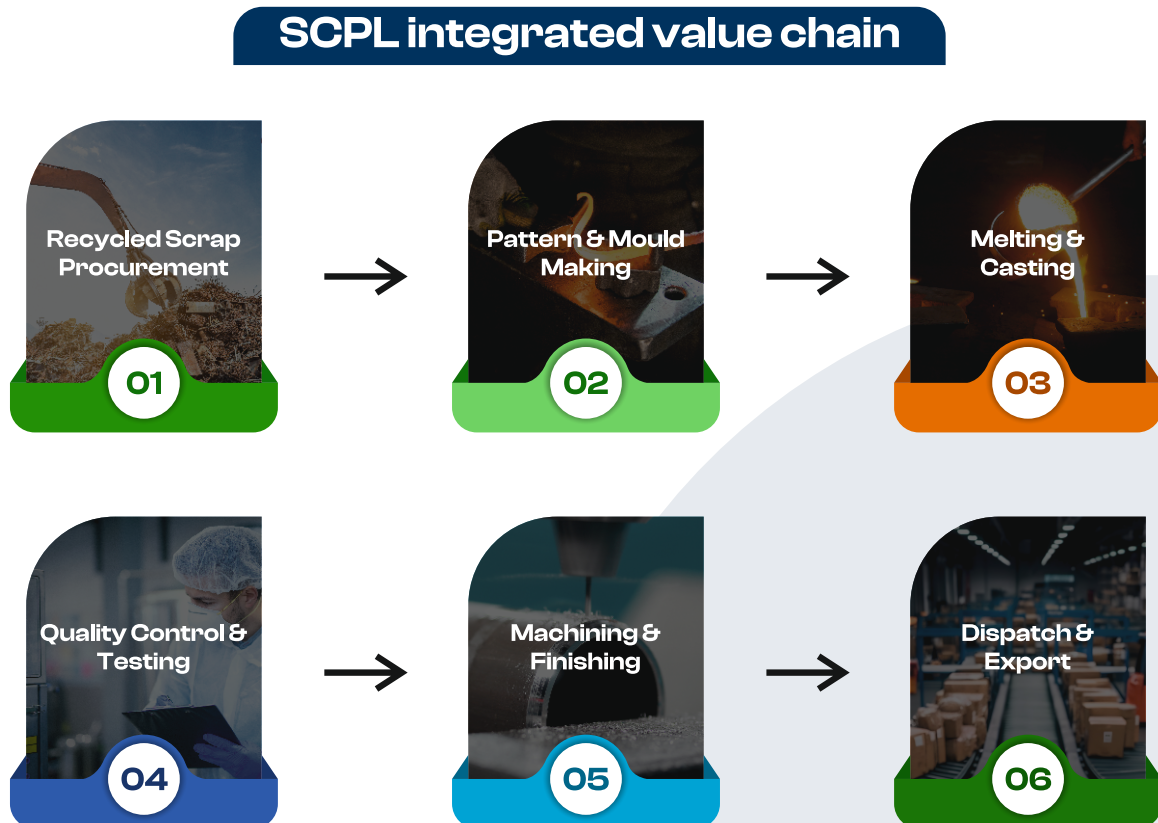 SCPL integrated value chain
Recycled Scrap
Procurement
01
Pattern & Mould
Making
02
Melting &
Casting
03
Quality Control &
Testing
04
Machining &
Finishing
05
Dispatch &
Export
06